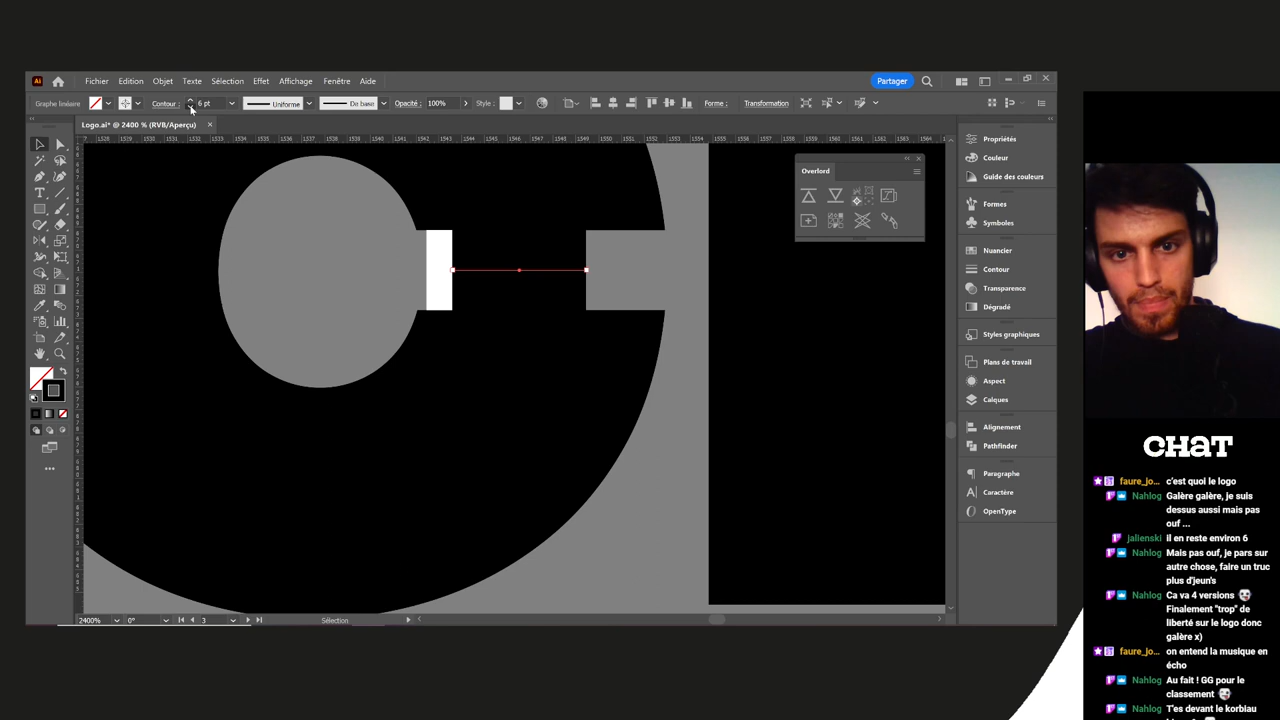 Ai Fichier Edition Objet Texte Sélection Effet Affichage Fenêtre Aide Partager
Graphe linéaire Contour : 6 pt Uniforme De base Opacité : 100% Style : Forme : Transformation
Logo.ai* @ 2400 % (RVB/Aperçu) ×
Overlord
Propriétés
Couleur
Guide des couleurs
Formes
Symboles
Nuancier
Contour
Transparence
Dégradé
Styles graphiques
Plans de travail
Aspect
Calques
Alignement
Pathfinder
Paragraphe
Caractère
OpenType
2400% 0° 3 Sélection
CHAT
faure_jo... c'est quoi le logo
Nahlog Galère galère, je suis
dessus aussi mais pas
ouf ...
jalienski il en reste environ 6
Nahlog Mais pas ouf, je pars sur
autre chose, faire un truc
plus d'jeun's
Nahlog Ca va 4 versions
Finalement "trop" de
liberté sur le logo donc
galère x)
faure_jo... on entend la musique en
écho
Nahlog Au fait ! GG pour le
classement
Nahlog T'es devant le korbiau